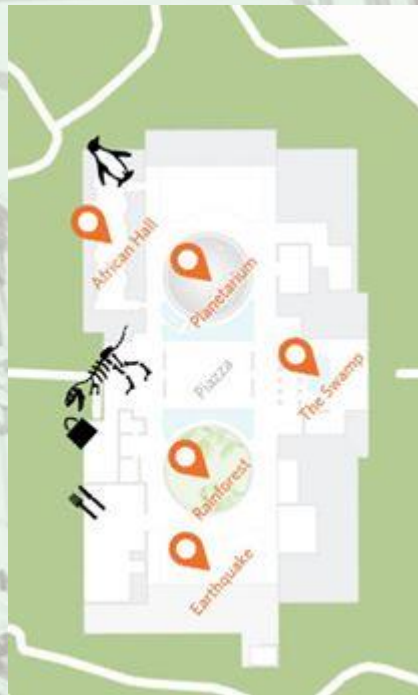 African Hall
Planetarium
Piazza
The Swamp
Rainforest
Earthquake